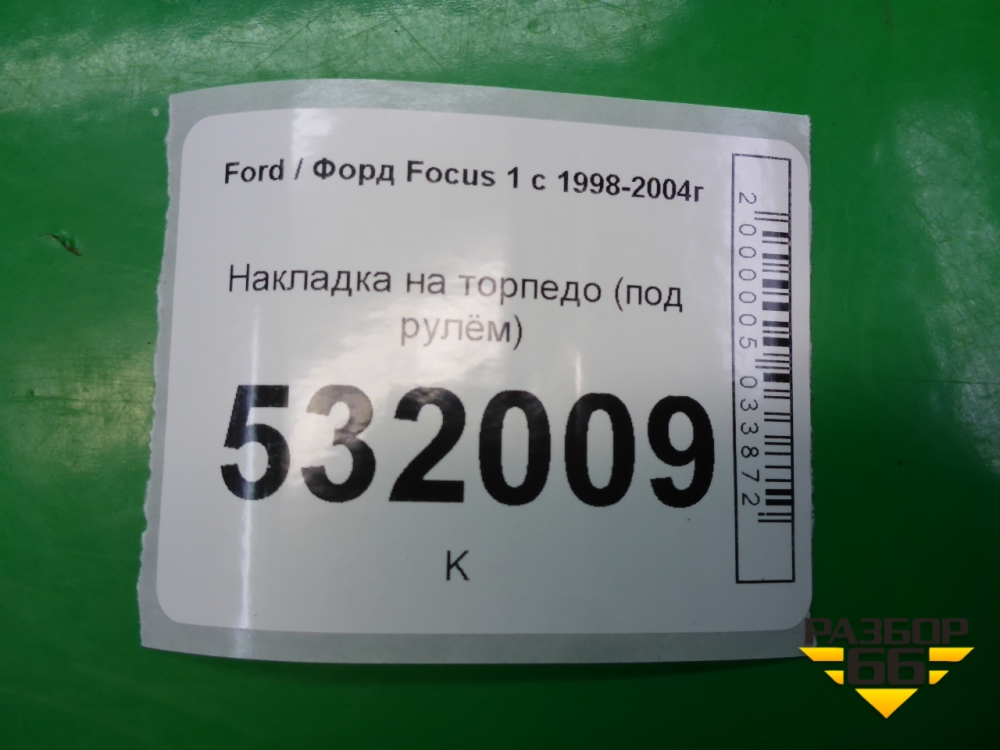 Ford / Форд Focus 1 с 1998-2004г
Накладка на торпедо (под
рулём)
532009
К
2000005033872
РАЗБОР
66